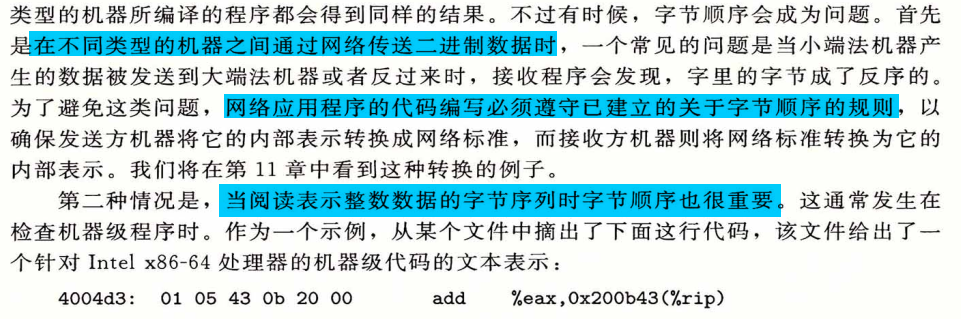 类型的机器所编译的程序都会得到同样的结果。不过有时候，字节顺序会成为问题。首先
是在不同类型的机器之间通过网络传送二进制数据时，一个常见的问题是当小端法机器产
生的数据被发送到大端法机器或者反过来时，接收程序会发现，字里的字节成了反序的。
为了避免这类问题，网络应用程序的代码编写必须遵守已建立的关于字节顺序的规则，以
确保发送方机器将它的内部表示转换成网络标准，而接收方机器则将网络标准转换为它的
内部表示。我们将在第 11 章中看到这种转换的例子。
第二种情况是，当阅读表示整数数据的字节序列时字节顺序也很重要。这通常发生在
检查机器级程序时。作为一个示例，从某个文件中摘出了下面这行代码，该文件给出了一
个针对 Intel x86-64 处理器的机器级代码的文本表示：
4004d3: 01 05 43 0b 20 00 add %eax,0x200b43(%rip)